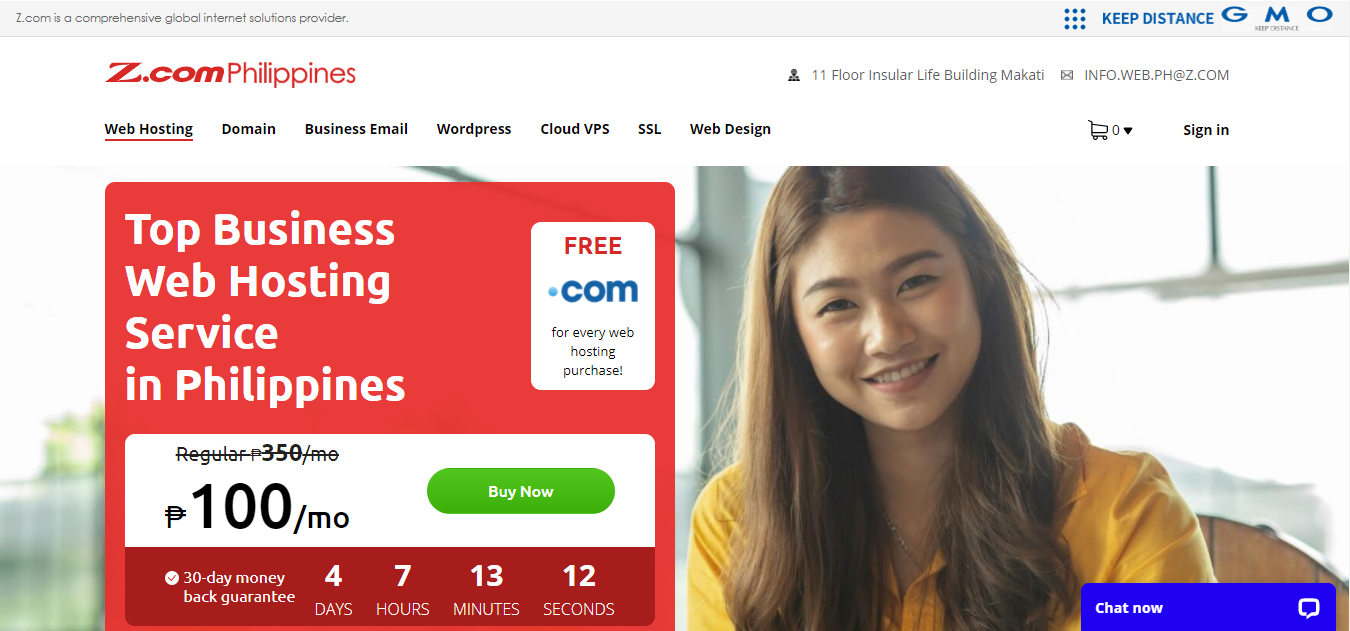 Z.com is a comprehensive global internet solutions provider.
KEEP DISTANCE GMO
KEEP DISTANCE
Z.com Philippines
11 Floor Insular Life Building Makati
INFO.WEB.PH@Z.COM
Web Hosting
Domain
Business Email
Wordpress
Cloud VPS
SSL
Web Design
0
Sign in
Top Business
Web Hosting
Service
in Philippines
FREE
.com
for every web
hosting
purchase!
Regular ₱350/mo
₱100/mo
Buy Now
30-day money
back guarantee
4 7 13 12
DAYS HOURS MINUTES SECONDS
Chat now